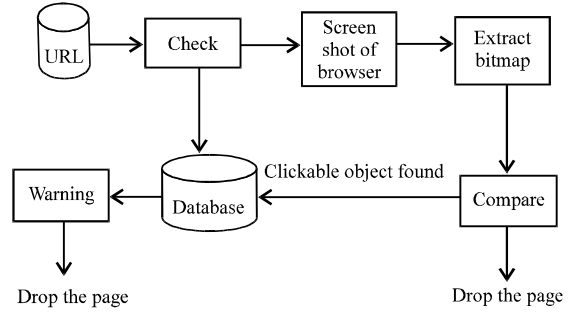 URL
Check
Screen
shot of
browser
Extract
bitmap
Warning
Database
Clickable object found
Compare
Drop the page
Drop the page